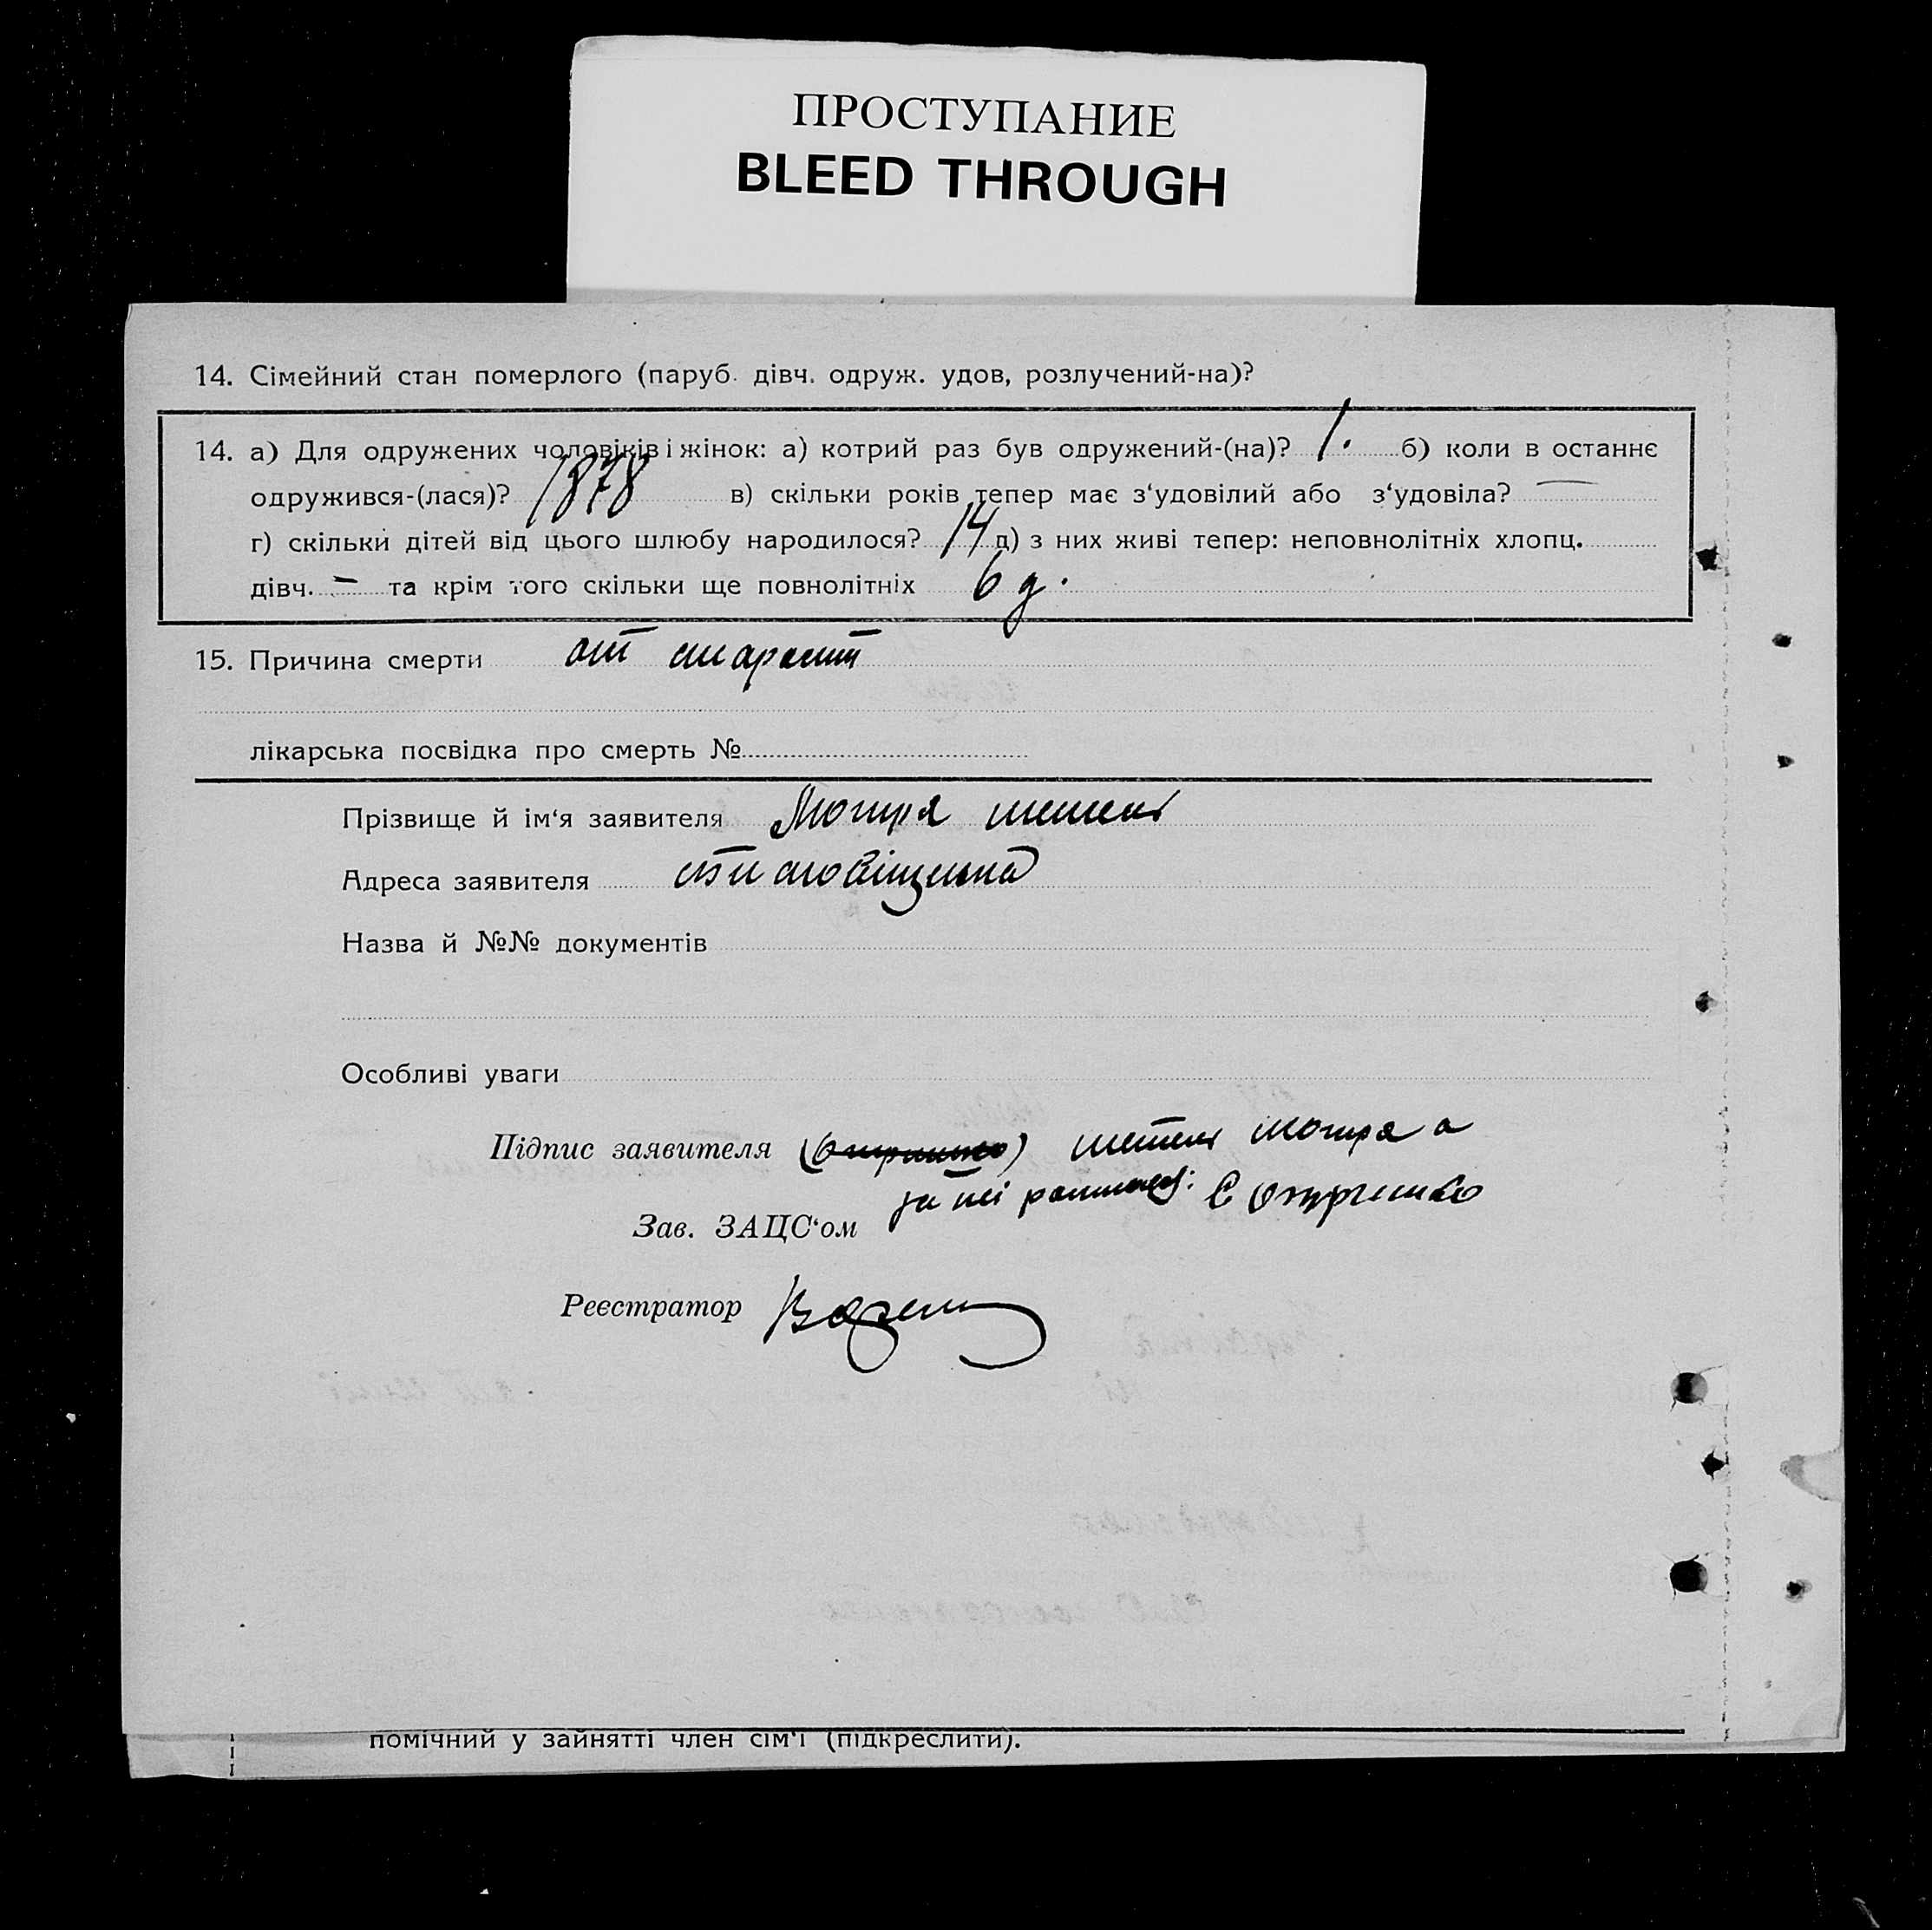 ПРОСТУПАНИЕ
BLEED THROUGH
14. Сімейний стан померлого (паруб. дівч. одруж. удов, розлучений-на)?
14. а) Для одружених чоловіків і жінок: а) котрий раз був одружений-(на)? 1. б) коли в останнє
одружився-(лася)? 1878 в) скільки років тепер має з‘удовілий або з‘удовіла? —
г) скільки дітей від цього шлюбу народилося? 14 д) з них живі тепер: неповнолітніх хлопц.
дівч. — та крім того скільки ще повнолітніх 6 д.
15. Причина смерти от старости
лікарська посвідка про смерть №
Прізвище й ім‘я заявителя Мотря
Адреса заявителя
Назва й №№ документів
Особливі уваги
Підпис заявителя Мотря а
за неї
Зав. ЗАЦС‘ом
Реєстратор
помічний у зайнятті член сім‘ї (підкреслити).